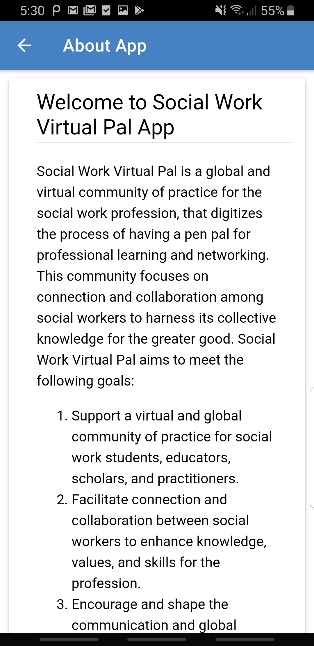 5:30 55%
About App
Welcome to Social Work
Virtual Pal App
Social Work Virtual Pal is a global and
virtual community of practice for the
social work profession, that digitizes
the process of having a pen pal for
professional learning and networking.
This community focuses on
connection and collaboration among
social workers to harness its collective
knowledge for the greater good. Social
Work Virtual Pal aims to meet the
following goals:
1. Support a virtual and global
community of practice for social
work students, educators,
scholars, and practitioners.
2. Facilitate connection and
collaboration between social
workers to enhance knowledge,
values, and skills for the
profession.
3. Encourage and shape the
communication and global